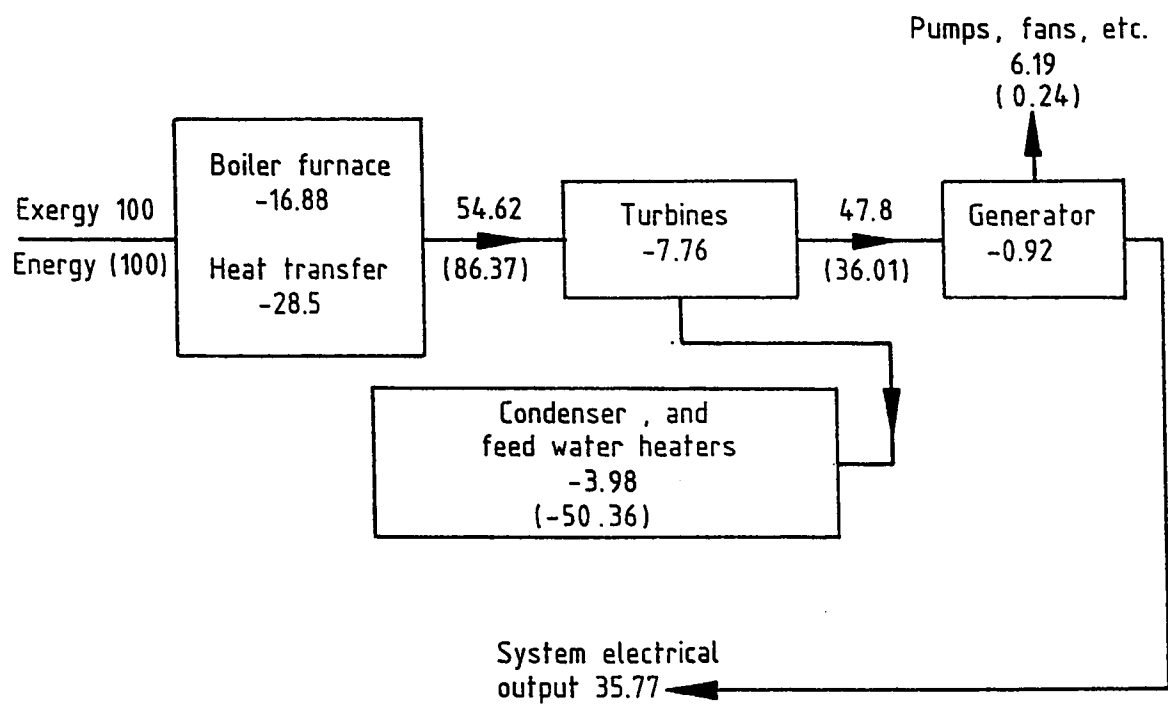 Pumps, fans, etc.
6.19
(0.24)
Boiler furnace
-16.88
Exergy 100
Energy (100)
Heat transfer
-28.5
54.62
(86.37)
Turbines
-7.76
47.8
(36.01)
Generator
-0.92
Condenser , and
feed water heaters
-3.98
(-50.36)
System electrical
output 35.77